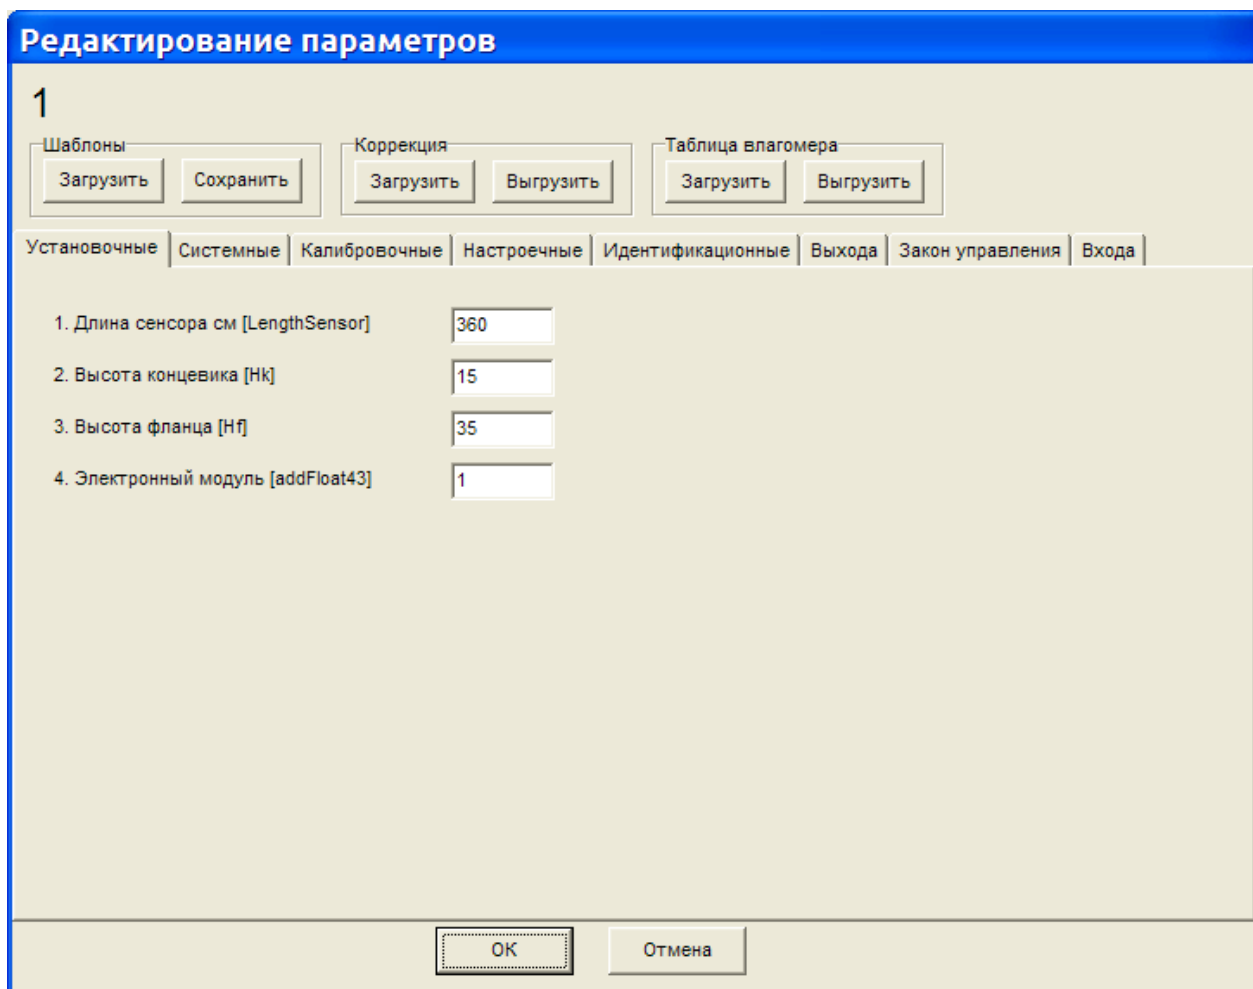 Редактирование параметров
1
Шаблоны Коррекция Таблица влагомера
Загрузить Сохранить Загрузить Выгрузить Загрузить Выгрузить
Установочные Системные Калибровочные Настроечные Идентификационные Выхода Закон управления Входа
1. Длина сенсора см [LengthSensor] 360
2. Высота концевика [Hk] 15
3. Высота фланца [Hf] 35
4. Электронный модуль [addFloat43] 1
ОК Отмена